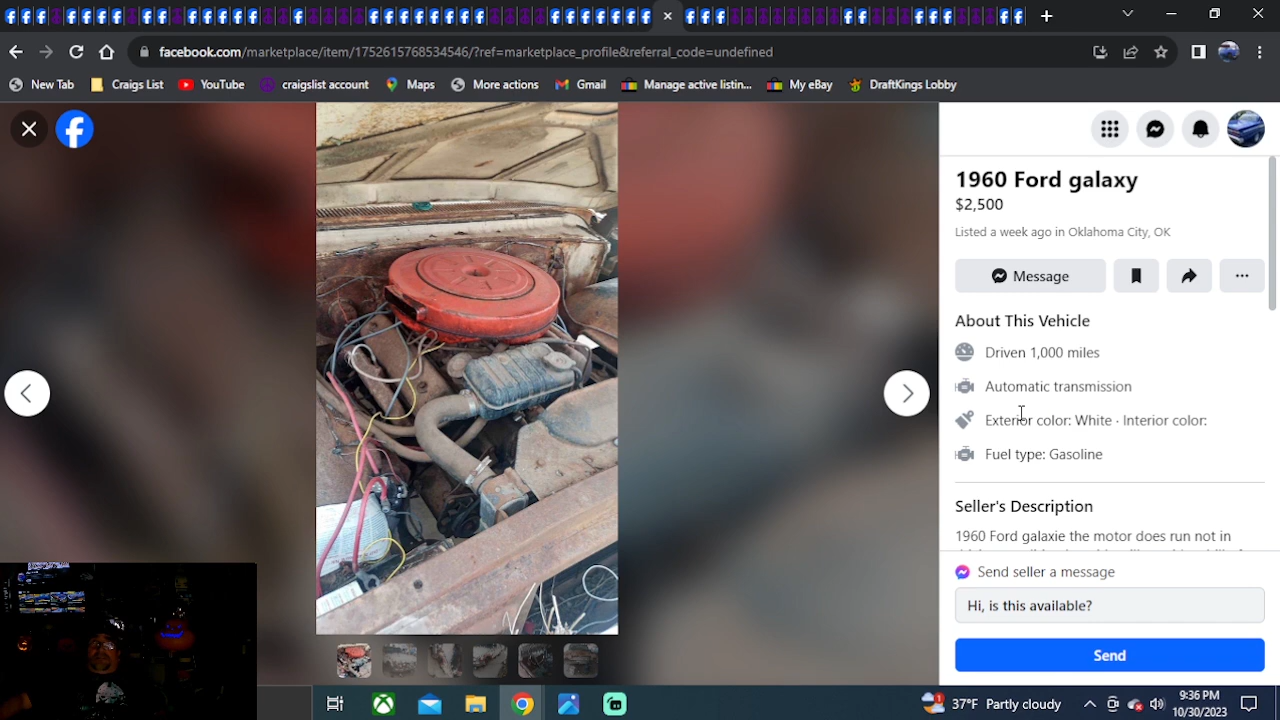 facebook.com/marketplace/item/1752615768534546/?ref=marketplace_profile&referral_code=undefined
New Tab
Craigs List
YouTube
craigslist account
Maps
More actions
Gmail
Manage active listin...
My eBay
DraftKings Lobby
1960 Ford galaxy
$2,500
Listed a week ago in Oklahoma City, OK
Message
About This Vehicle
Driven 1,000 miles
Automatic transmission
Exterior color: White · Interior color:
Fuel type: Gasoline
Seller's Description
1960 Ford galaxie the motor does run not in
Send seller a message
Hi, is this available?
Send
1
37°F Partly cloudy
9:36 PM
10/30/2023